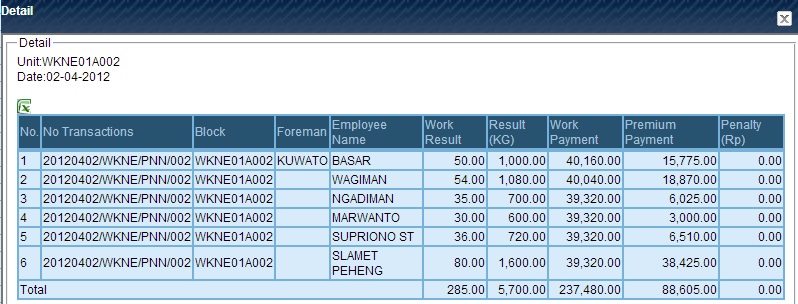 Detail
Detail
Unit:WKNE01A002
Date:02-04-2012
No. No Transactions Block Foreman Employee Name Work Result Result (KG) Work Payment Premium Payment Penalty (Rp)
1 20120402/WKNE/PNN/002 WKNE01A002 KUWATO BASAR 50.00 1,000.00 40,160.00 15,775.00 0.00
2 20120402/WKNE/PNN/002 WKNE01A002 WAGIMAN 54.00 1,080.00 40,040.00 18,870.00 0.00
3 20120402/WKNE/PNN/002 WKNE01A002 NGADIMAN 35.00 700.00 39,320.00 6,025.00 0.00
4 20120402/WKNE/PNN/002 WKNE01A002 MARWANTO 30.00 600.00 39,320.00 3,000.00 0.00
5 20120402/WKNE/PNN/002 WKNE01A002 SUPRIONO ST 36.00 720.00 39,320.00 6,510.00 0.00
6 20120402/WKNE/PNN/002 WKNE01A002 SLAMET PEHENG 80.00 1,600.00 39,320.00 38,425.00 0.00
Total 285.00 5,700.00 237,480.00 88,605.00 0.00